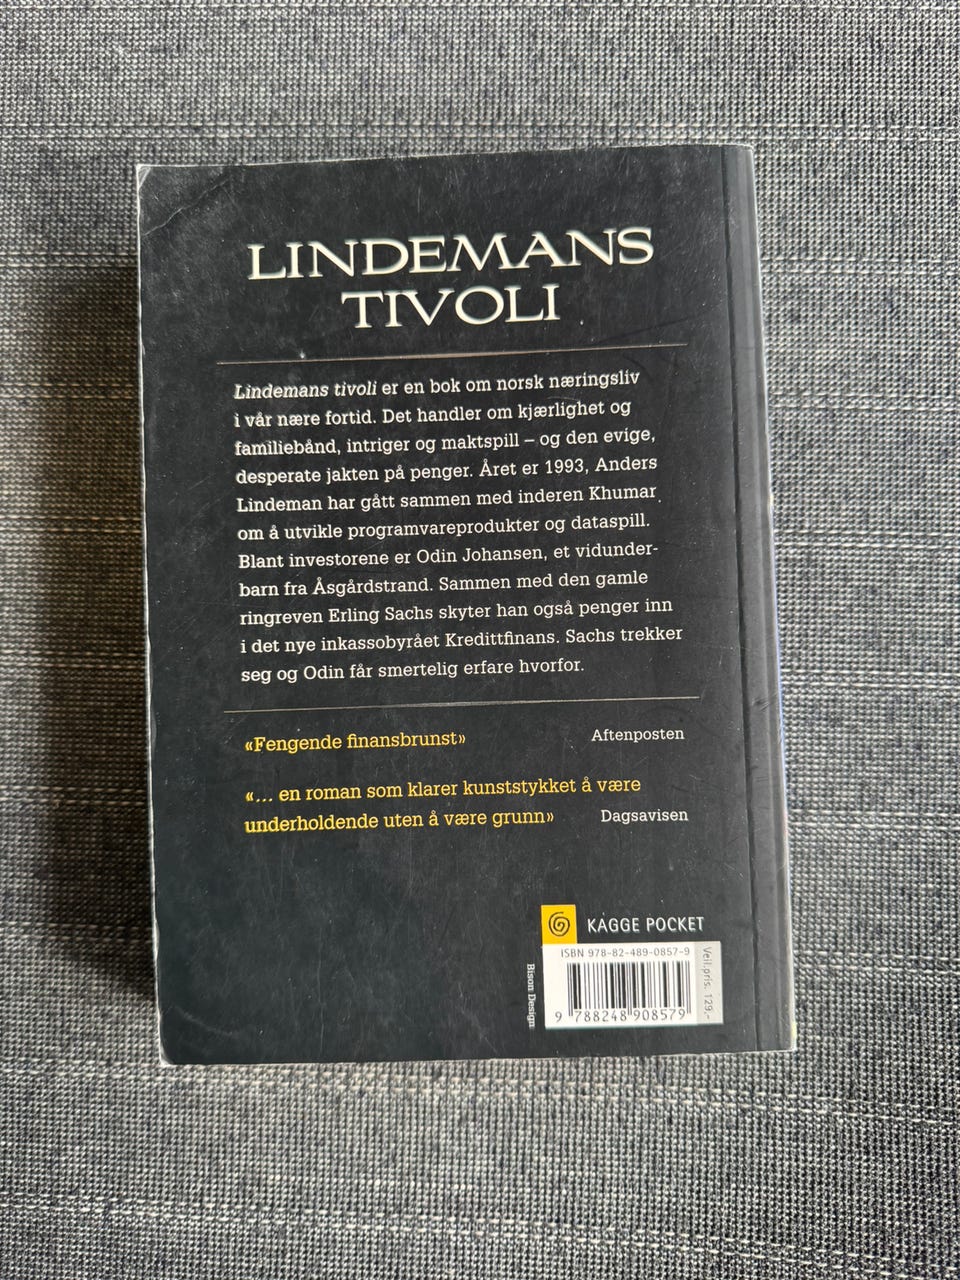 LINDEMANS
TIVOLI
Lindemans tivoli er en bok om norsk næringsliv
i vår nære fortid. Det handler om kjærlighet og
familiebånd, intriger og maktspill – og den evige,
desperate jakten på penger. Året er 1993, Anders
Lindeman har gått sammen med inderen Khumar
om å utvikle programvareprodukter og dataspill.
Blant investorene er Odin Johansen, et vidunder-
barn fra Åsgårdstrand. Sammen med den gamle
ringreven Erling Sachs skyter han også penger inn
i det nye inkassobyrået Kredittfinans. Sachs trekker
seg og Odin får smertelig erfare hvorfor.
«Fengende finansbrunst» Aftenposten
«... en roman som klarer kunststykket å være
underholdende uten å være grunn» Dagsavisen
KAGGE POCKET
ISBN 978-82-489-0857-9
9 788248 908579
Veil.pris. 129,-
Bison Design